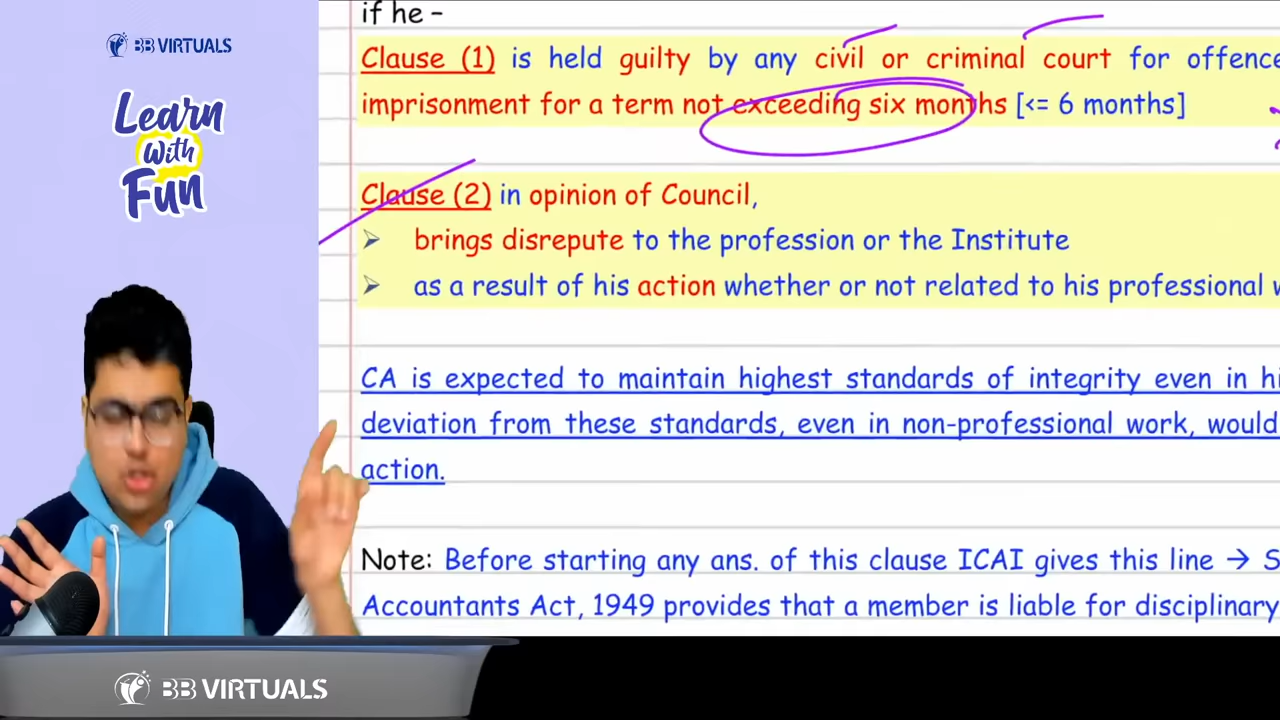 BB VIRTUALS
Learn
With
Fun
if he –
Clause (1) is held guilty by any civil or criminal court for offence
imprisonment for a term not exceeding six months [<= 6 months]
Clause (2) in opinion of Council,
➢ brings disrepute to the profession or the Institute
➢ as a result of his action whether or not related to his professional w
CA is expected to maintain highest standards of integrity even in hi
deviation from these standards, even in non-professional work, would
action.
Note: Before starting any ans. of this clause ICAI gives this line → S
Accountants Act, 1949 provides that a member is liable for disciplinary
BB VIRTUALS